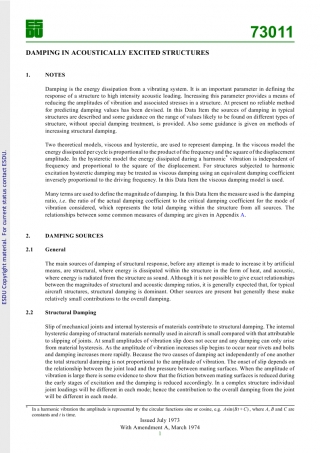 ESDU
73011
DAMPING IN ACOUSTICALLY EXCITED STRUCTURES
1. NOTES
Damping is the energy dissipation from a vibrating system. It is an important parameter in defining the
response of a structure to high intensity acoustic loading. Increasing this parameter provides a means of
reducing the amplitudes of vibration and associated stresses in a structure. At present no reliable method
for predicting damping values has been devised. In this Data Item the sources of damping in typical
structures are described and some guidance on the range of values likely to be found on different types of
structure, without special damping treatment, is provided. Also some guidance is given on methods of
increasing structural damping.
Two theoretical models, viscous and hysteretic, are used to represent damping. In the viscous model the
energy dissipated per cycle is proportional to the product of the frequency and the square of the displacement
amplitude. In the hysteretic model the energy dissipated during a harmonic* vibration is independent of
frequency and proportional to the square of the displacement. For structures subjected to harmonic
excitation hysteretic damping may be treated as viscous damping using an equivalent damping coefficient
inversely proportional to the driving frequency. In this Data Item the viscous damping model is used.
Many terms are used to define the magnitude of damping. In this Data Item the measure used is the damping
ratio, i.e. the ratio of the actual damping coefficient to the critical damping coefficient for the mode of
vibration considered, which represents the total damping within the structure from all sources. The
relationships between some common measures of damping are given in Appendix A.
2. DAMPING SOURCES
2.1 General
The main sources of damping of structural response, before any attempt is made to increase it by artificial
means, are structural, where energy is dissipated within the structure in the form of heat, and acoustic,
where energy is radiated from the structure as sound. Although it is not possible to give exact relationships
between the magnitudes of structural and acoustic damping ratios, it is generally expected that, for typical
aircraft structures, structural damping is dominant. Other sources are present but generally these make
relatively small contributions to the overall damping.
2.2 Structural Damping
Slip of mechanical joints and internal hysteresis of materials contribute to structural damping. The internal
hysteretic damping of structural materials normally used in aircraft is small compared with that attributable
to slipping of joints. At small amplitudes of vibration slip does not occur and any damping can only arise
from material hysteresis. As the amplitude of vibration increases slip begins to occur near rivets and bolts
and damping increases more rapidly. Because the two causes of damping act independently of one another
the total structural damping is not proportional to the amplitude of vibration. The onset of slip depends on
the relationship between the joint load and the pressure between mating surfaces. When the amplitude of
vibration is large there is some evidence to show that the friction between mating surfaces is reduced during
the early stages of excitation and the damping is reduced accordingly. In a complex structure individual
joint loadings will be different in each mode; hence the contribution to the overall damping from the joint
will be different in each mode.
* In a harmonic vibration the amplitude is represented by the circular functions sine or cosine, e.g. Asin(Bt+C), where A, B and C are
constants and t is time.
Issued July 1973
With Amendment A, March 1974
1
ESDU Copyright material. For current status contact ESDU.